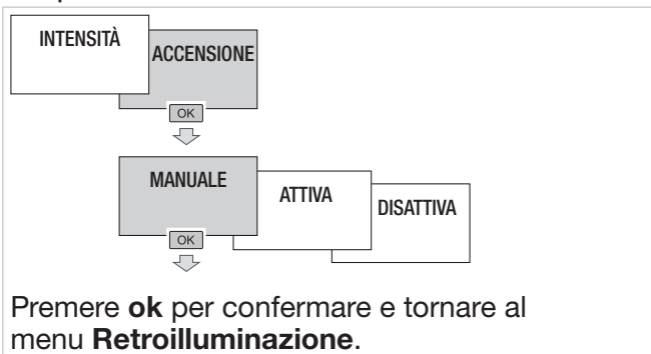 INTENSITÀ
ACCENSIONE
OK
MANUALE
ATTIVA
DISATTIVA
OK
Premere ok per confermare e tornare al
menu Retroilluminazione.